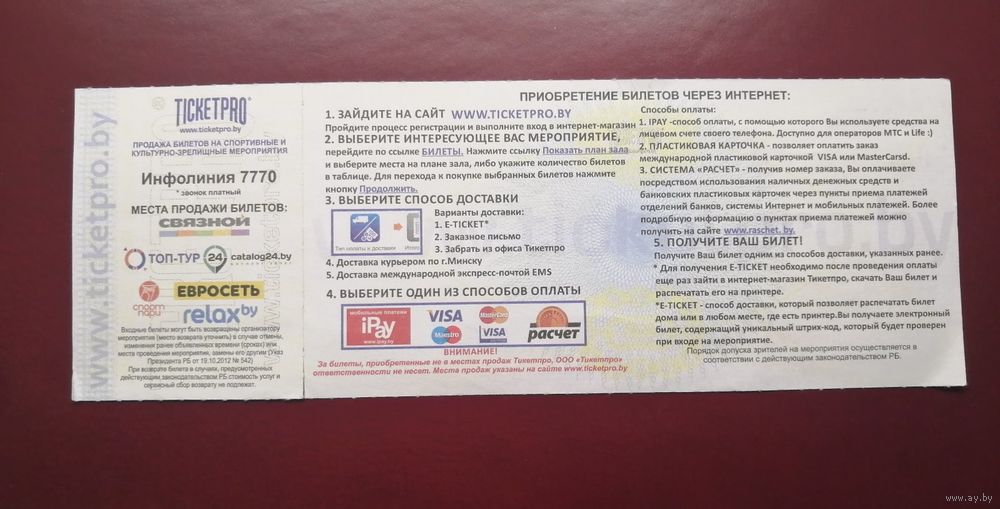 www.ticketpro.by
TICKETPRO®
www.ticketpro.by
ПРОДАЖА БИЛЕТОВ НА СПОРТИВНЫЕ И
КУЛЬТУРНО-ЗРЕЛИЩНЫЕ МЕРОПРИЯТИЯ
Инфолиния 7770
* звонок платный
МЕСТА ПРОДАЖИ БИЛЕТОВ:
СВЯЗНОЙ
ТОП-ТУР 24 catalog24.by
ЕВРОСЕТЬ
спорт пари relax.by
Входные билеты могут быть возвращены организатору
мероприятия (место возврата уточнить) в случае отмены,
изменения ранее объявленных времени (сроках) или
места проведения мероприятия, замены его другим (Указ
Президента РБ от 19.10.2012 № 542)
При возврате билета в случаях, предусмотренных
действующим законодательством РБ стоимость услуг и
сервисный сбор возврату не подлежат.
ПРИОБРЕТЕНИЕ БИЛЕТОВ ЧЕРЕЗ ИНТЕРНЕТ:
1. ЗАЙДИТЕ НА САЙТ WWW.TICKETPRO.BY
Пройдите процесс регистрации и выполните вход в интернет-магазин
2. ВЫБЕРИТЕ ИНТЕРЕСУЮЩЕЕ ВАС МЕРОПРИЯТИЕ,
перейдите по ссылке БИЛЕТЫ. Нажмите ссылку Показать план зала
и выберите места на плане зала, либо укажите количество билетов
в таблице. Для перехода к покупке выбранных билетов нажмите
кнопку Продолжить.
3. ВЫБЕРИТЕ СПОСОБ ДОСТАВКИ
Тип оплаты и доставки
Итого
Варианты доставки:
1. E-TICKET*
2. Заказное письмо
3. Забрать из офиса Тикетпро
4. Доставка курьером по г.Минску
5. Доставка международной экспресс-почтой EMS
4. ВЫБЕРИТЕ ОДИН ИЗ СПОСОБОВ ОПЛАТЫ
мобильные платежи
iPay
www.ipay.by
VISA MasterCard
Maestro VISA
расчет
ВНИМАНИЕ!
За билеты, приобретенные не в местах продаж Тикетпро, ООО «Тикетпро»
ответственности не несет. Места продаж указаны на сайте www.ticketpro.by
Способы оплаты:
1. IPAY -способ оплаты, с помощью которого Вы используете средства на
лицевом счете своего телефона. Доступно для операторов МТС и Life :)
2. ПЛАСТИКОВАЯ КАРТОЧКА - позволяет оплатить заказ
международной пластиковой карточкой VISA или MasterCarsd.
3. СИСТЕМА «РАСЧЕТ» - получив номер заказа, Вы оплачиваете
посредством использования наличных денежных средств и
банковских пластиковых карточек через пункты приема платежей
отделений банков, системы Интернет и мобильных платежей. Более
подробную информацию о пунктах приема платежей можно
получить на сайте www.raschet. by.
5. ПОЛУЧИТЕ ВАШ БИЛЕТ!
Получите Ваш билет одним из способов доставки, указанных ранее.
* Для получения E-TICKET необходимо после проведения оплаты
еще раз зайти в интернет-магазин Тикетпро, скачать Ваш билет и
распечатать его на принтере.
*E-TICKET - способ доставки, который позволяет распечатать билет
дома или в любом месте, где есть принтер.Вы получаете электронный
билет, содержащий уникальный штрих-код, который будет проверен
при входе на мероприятие.
Порядок допуска зрителей на мероприятия осуществляется в
соответствии с действующим законодательством РБ.
www.ay.by